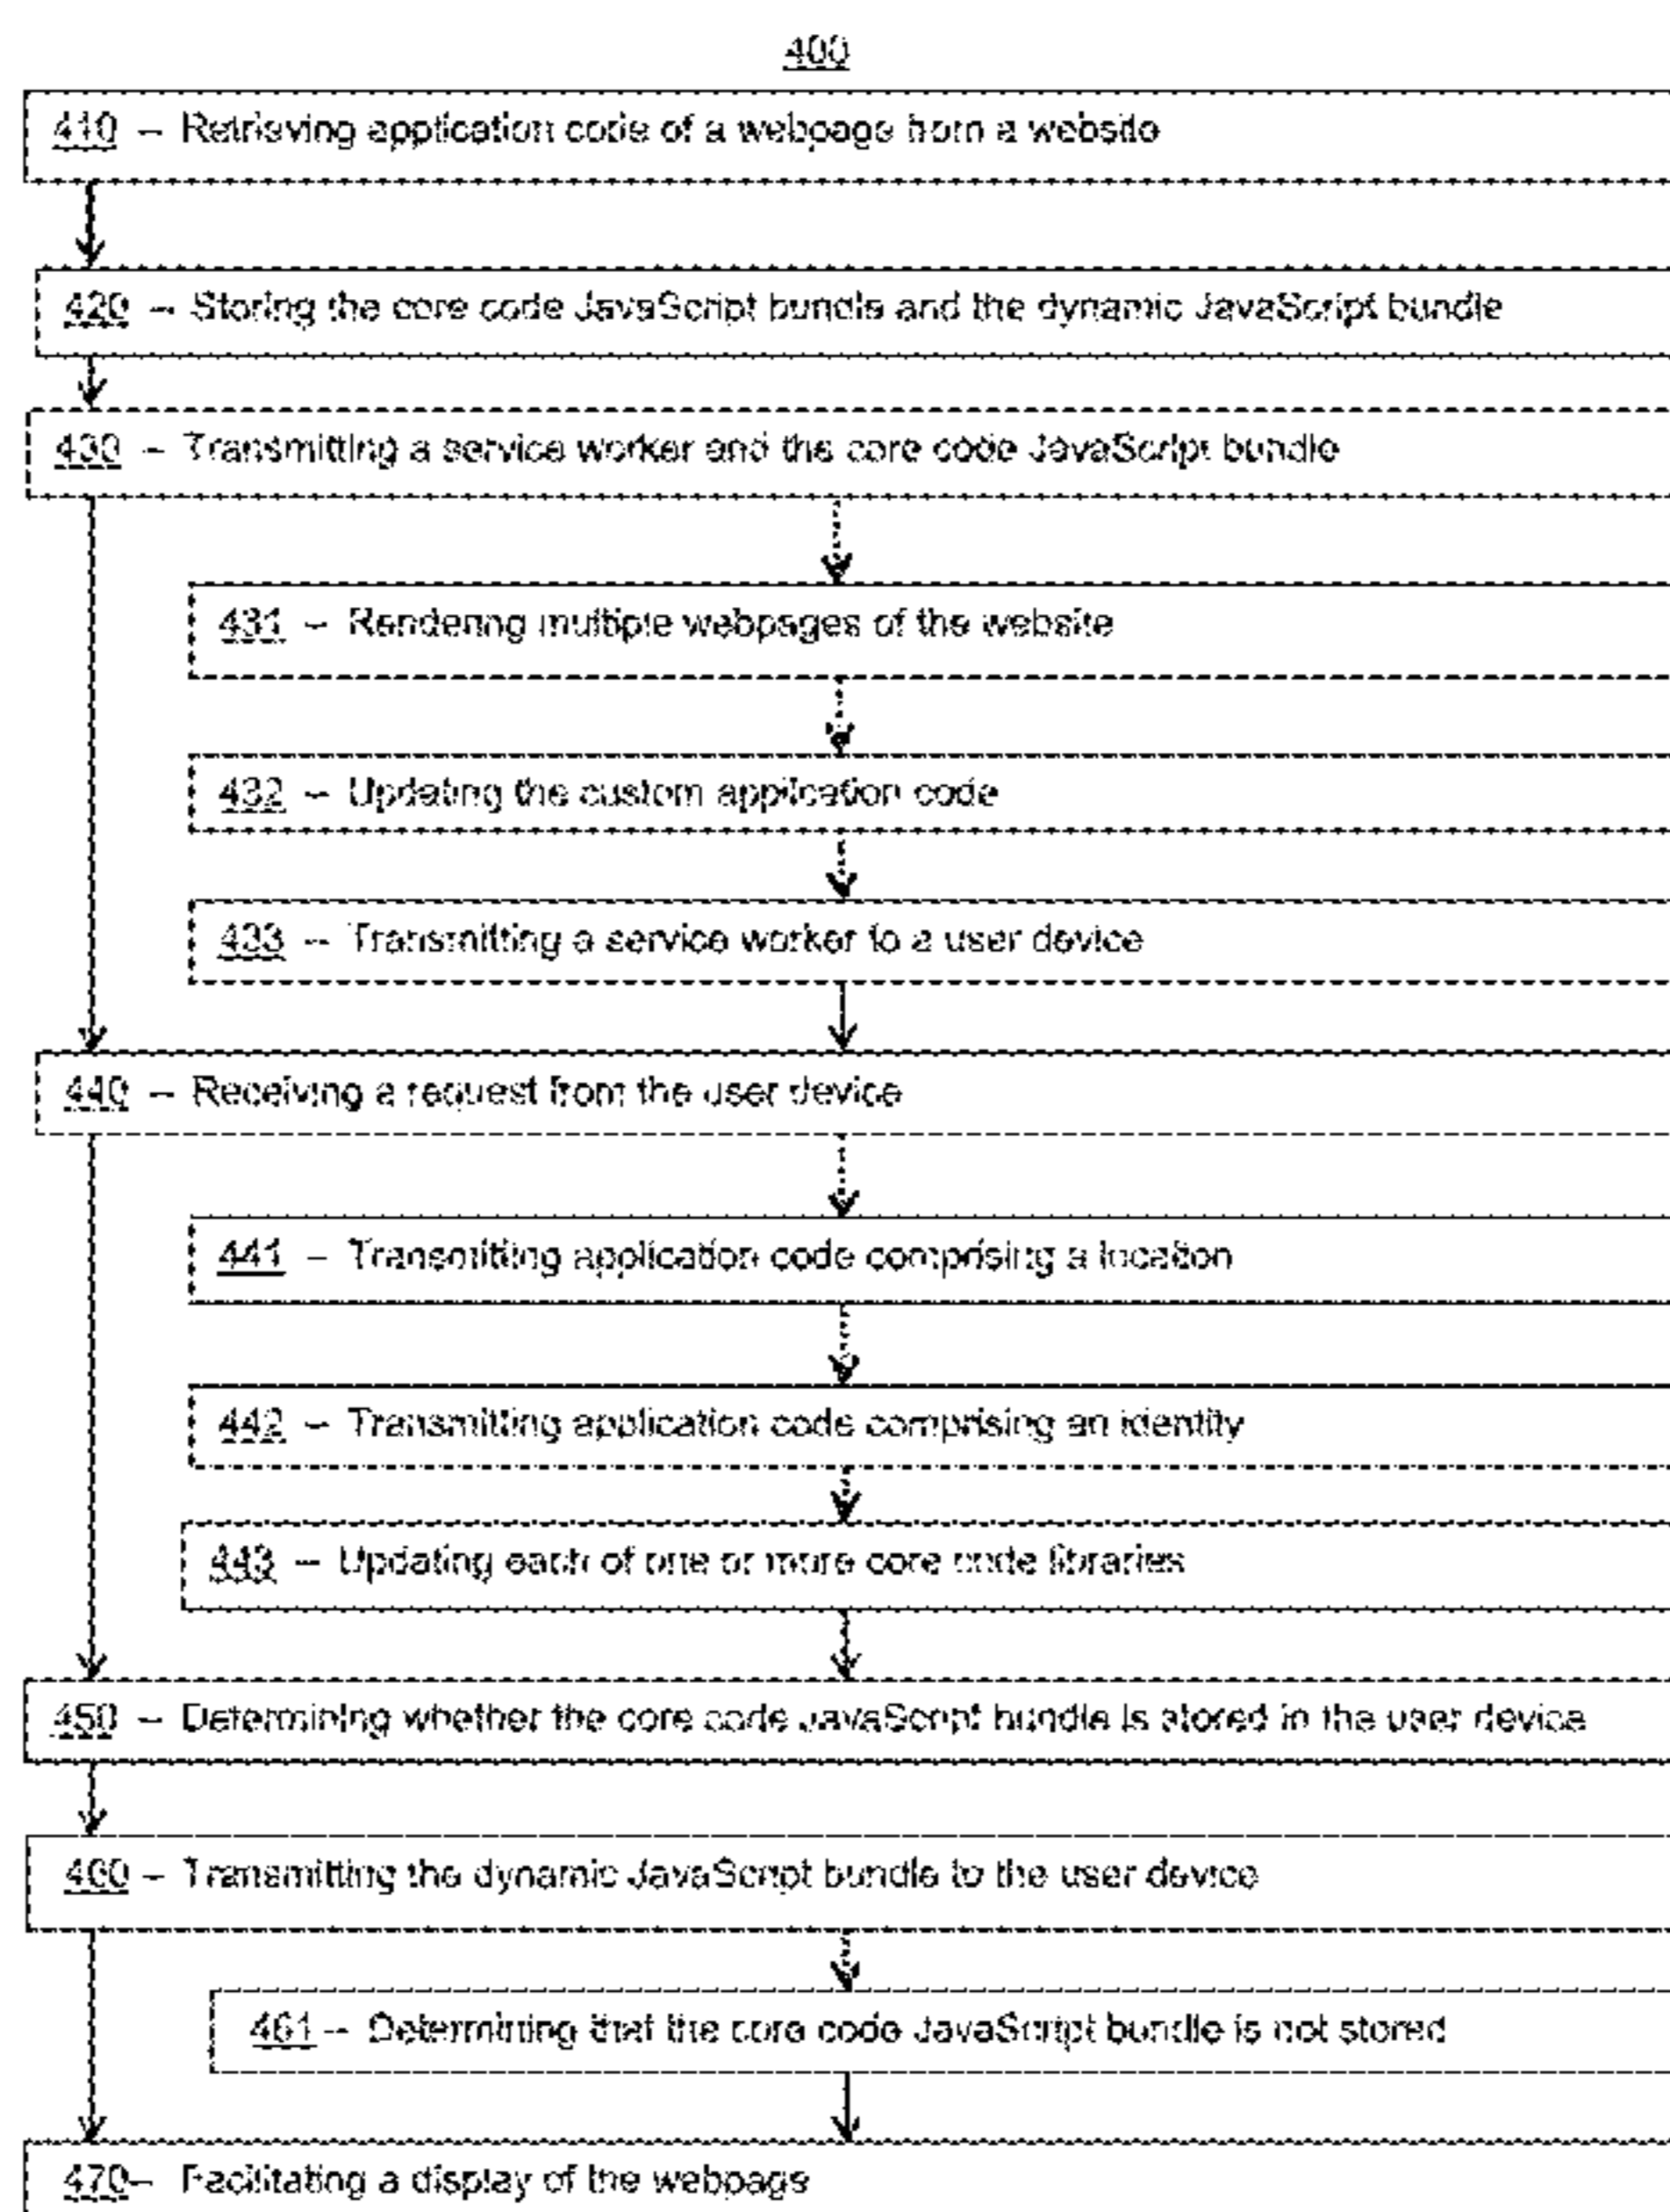 400
410 – Retrieving application code of a webpage from a website
420 – Storing the core code JavaScript bundle and the dynamic JavaScript bundle
430 – Transmitting a service worker and the core code JavaScript bundle
431 – Rendering multiple webpages of the website
432 – Updating the custom application code
433 – Transmitting a service worker to a user device
440 – Receiving a request from the user device
441 – Transmitting application code comprising a location
442 – Transmitting application code comprising an identity
443 – Updating each of one or more core code libraries
450 – Determining whether the core code JavaScript bundle is stored in the user device
460 – Transmitting the dynamic JavaScript bundle to the user device
461 – Determining that the core code JavaScript bundle is not stored
470 – Facilitating a display of the webpage